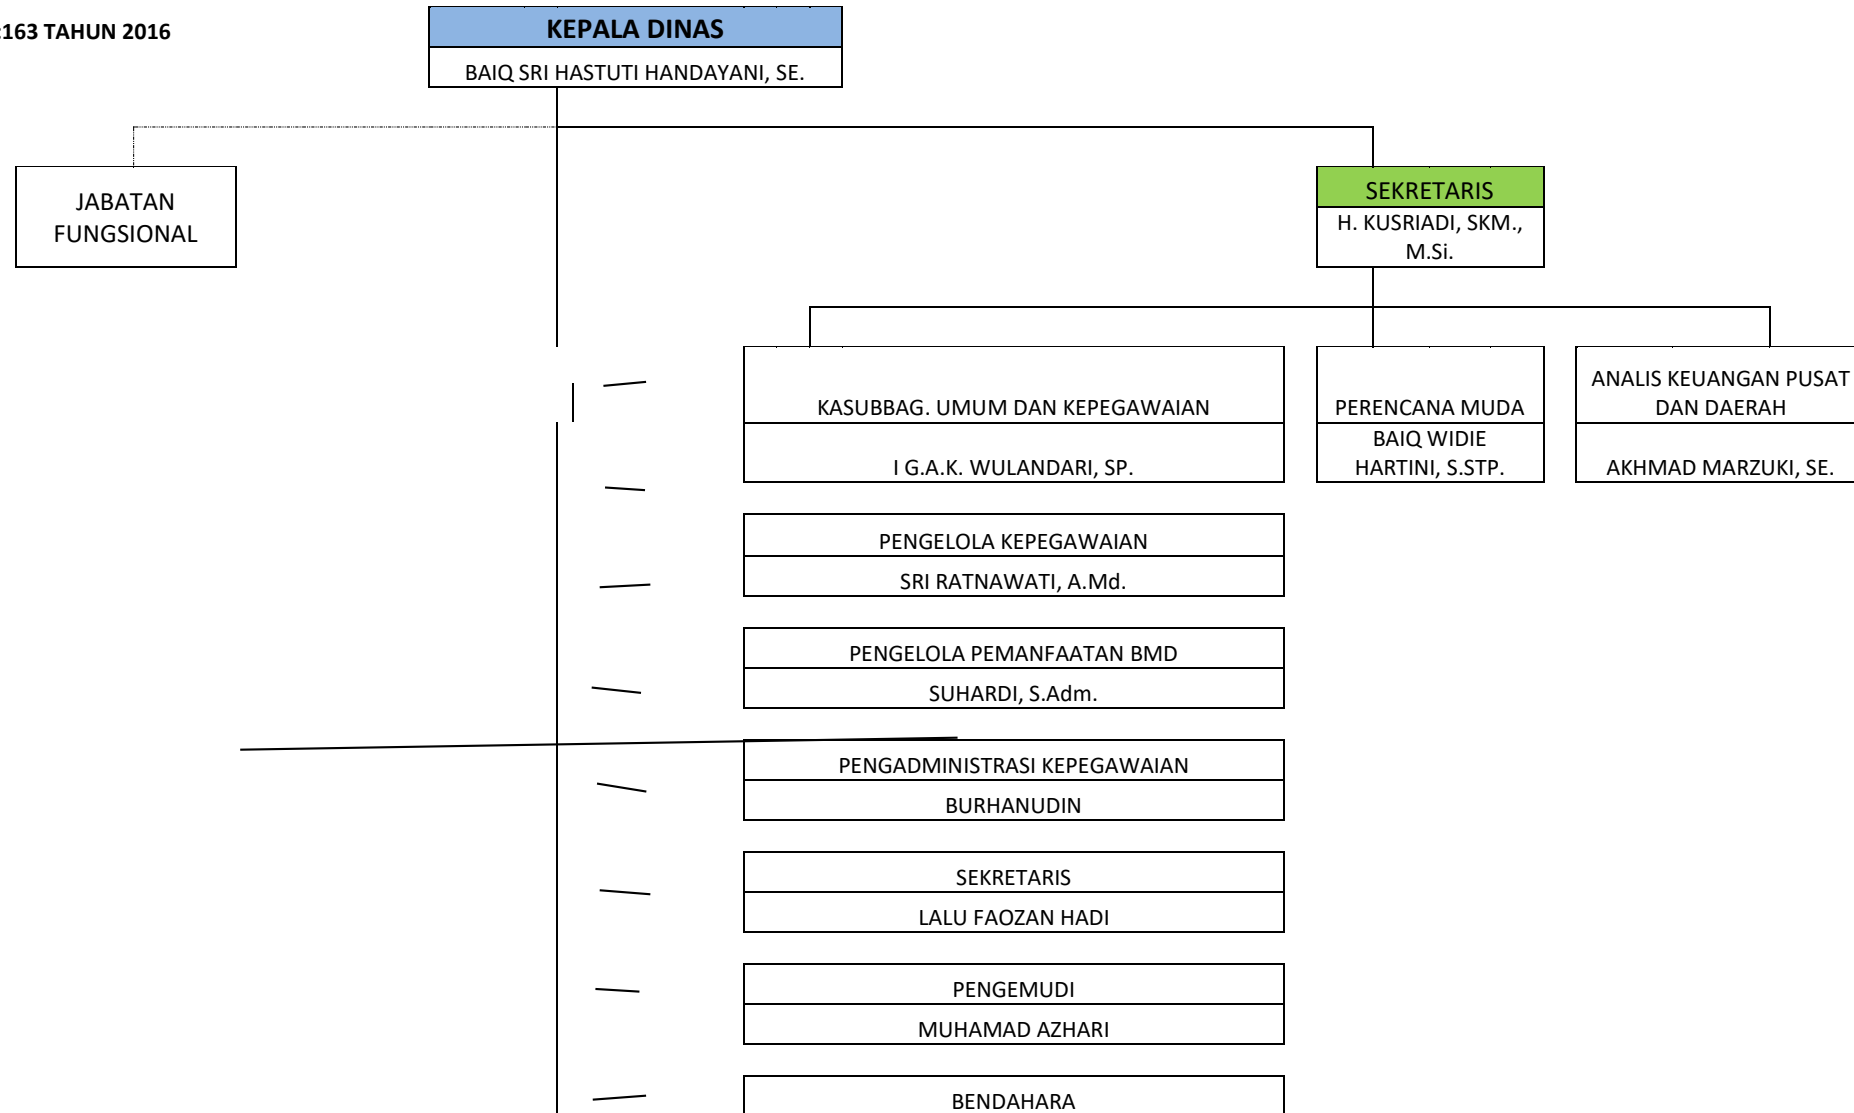 :163 TAHUN 2016
KEPALA DINAS
BAIQ SRI HASTUTI HANDAYANI, SE.
JABATAN
FUNGSIONAL
SEKRETARIS
H. KUSRIADI, SKM.,
M.Si.
KASUBBAG. UMUM DAN KEPEGAWAIAN
I G.A.K. WULANDARI, SP.
PERENCANA MUDA
BAIQ WIDIE
HARTINI, S.STP.
ANALIS KEUANGAN PUSAT
DAN DAERAH
AKHMAD MARZUKI, SE.
PENGELOLA KEPEGAWAIAN
SRI RATNAWATI, A.Md.
PENGELOLA PEMANFAATAN BMD
SUHARDI, S.Adm.
PENGADMINISTRASI KEPEGAWAIAN
BURHANUDIN
SEKRETARIS
LALU FAOZAN HADI
PENGEMUDI
MUHAMAD AZHARI
BENDAHARA